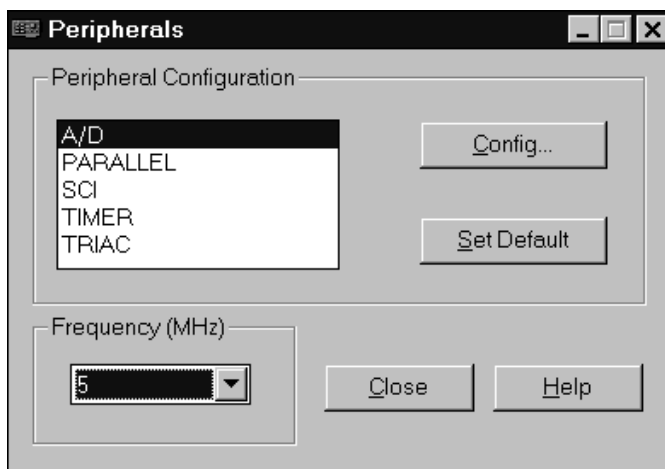 Peripherals
Peripheral Configuration
A/D
PARALLEL
SCI
TIMER
TRIAC
Config...
Set Default
Frequency (MHz)
5
Close
Help